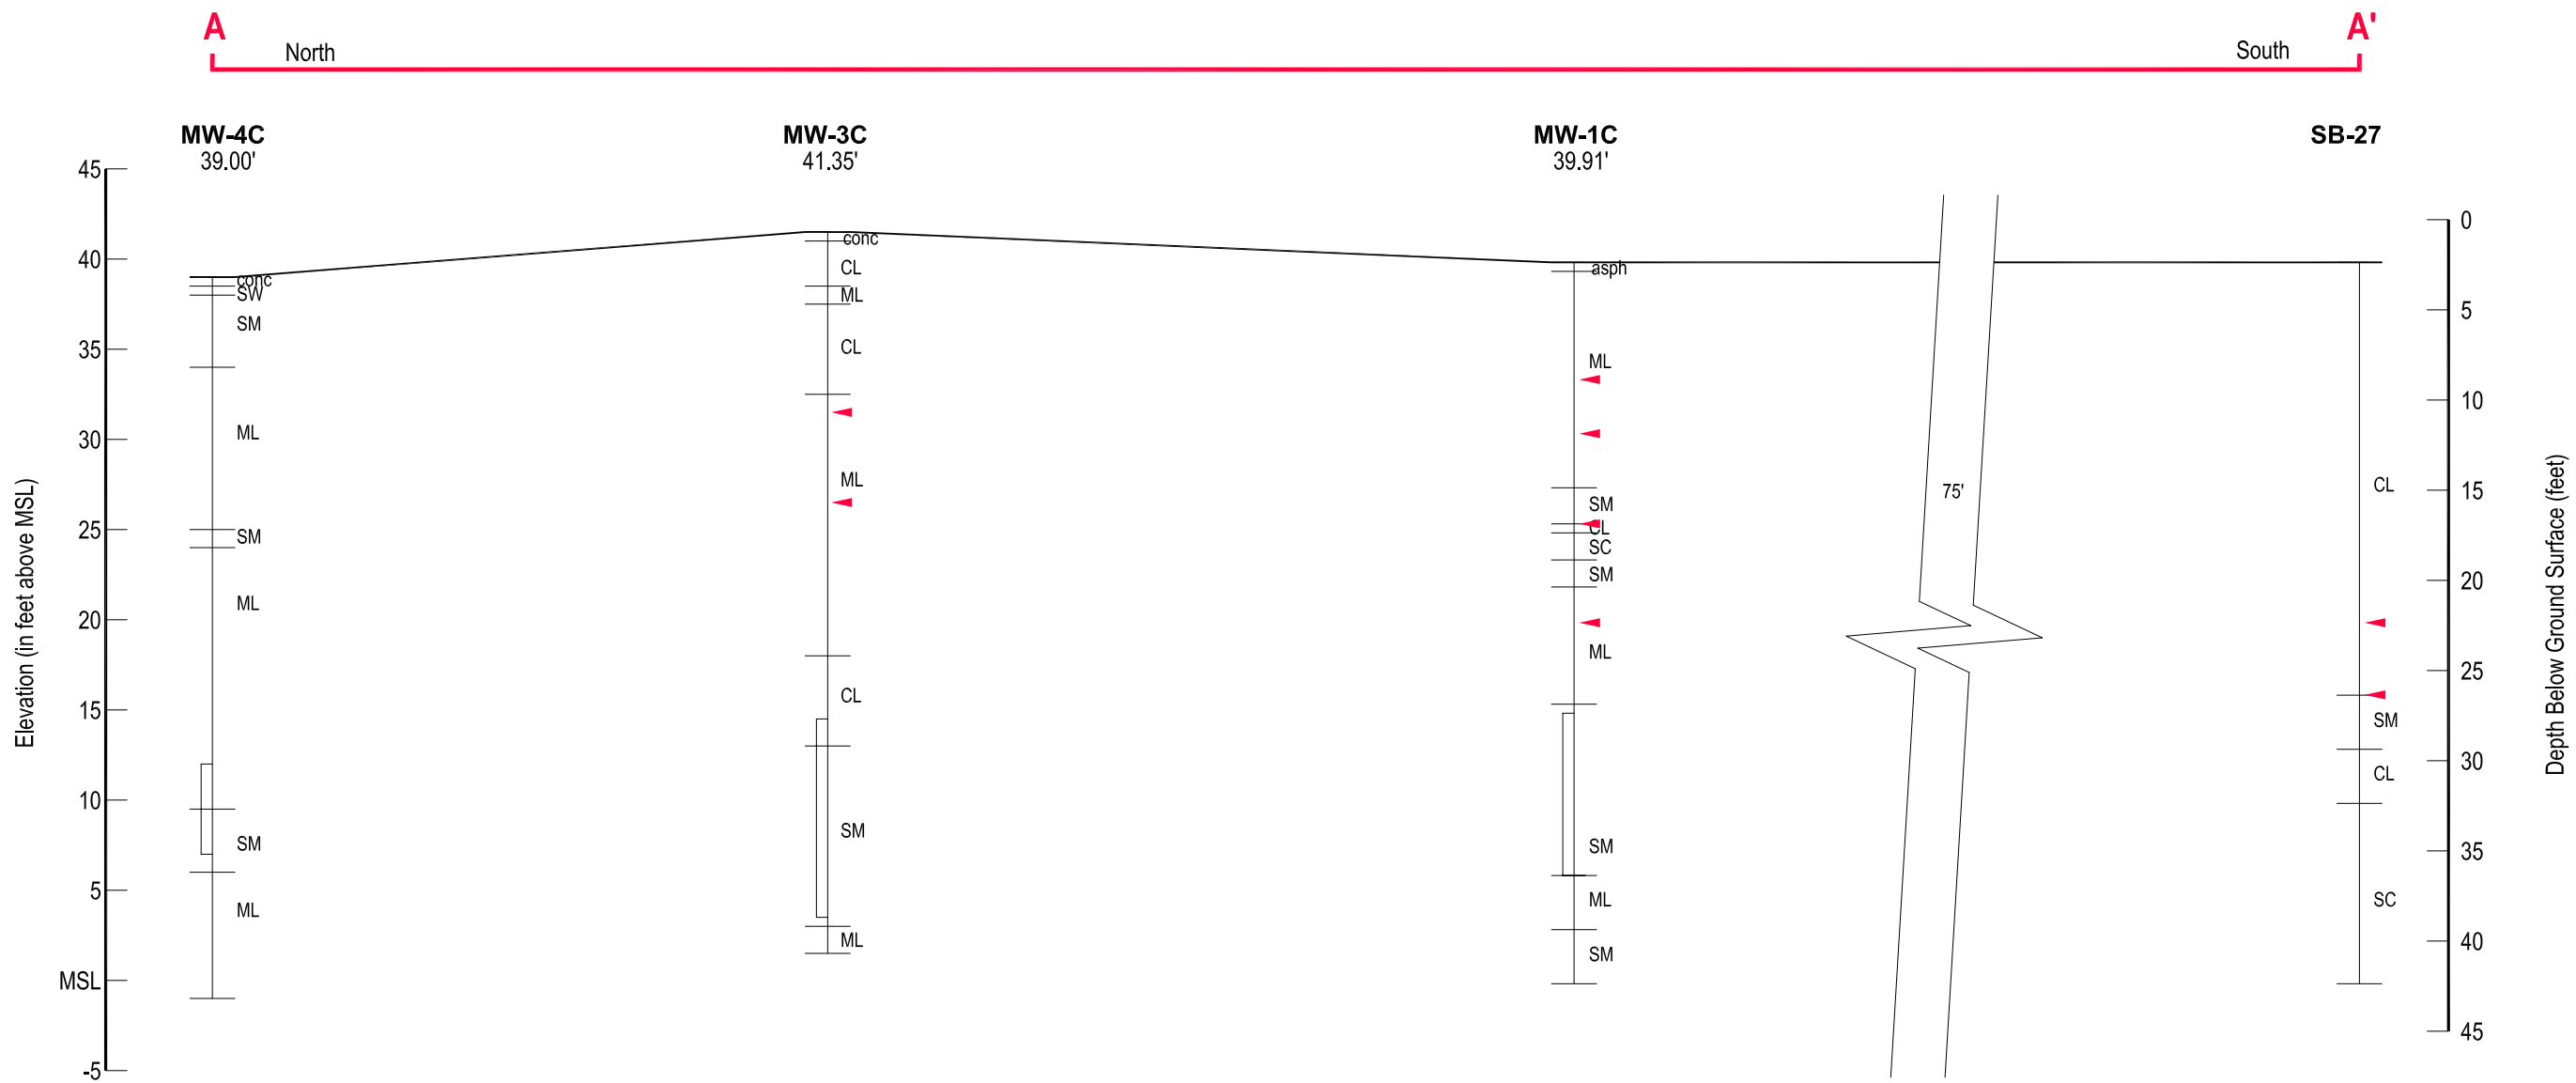 A
A'
North
South
MW-4C
39.00'
MW-3C
41.35'
MW-1C
39.91'
SB-27
Elevation (in feet above MSL)
45
40
35
30
25
20
15
10
5
MSL
-5
conc
SW
SM
ML
SM
ML
SM
ML
conc
CL
ML
CL
ML
CL
SM
ML
asph
ML
SM
CL
SC
SM
ML
SM
ML
SM
75'
CL
SM
CL
SC
0
5
10
15
20
25
30
35
40
45
Depth Below Ground Surface (feet)